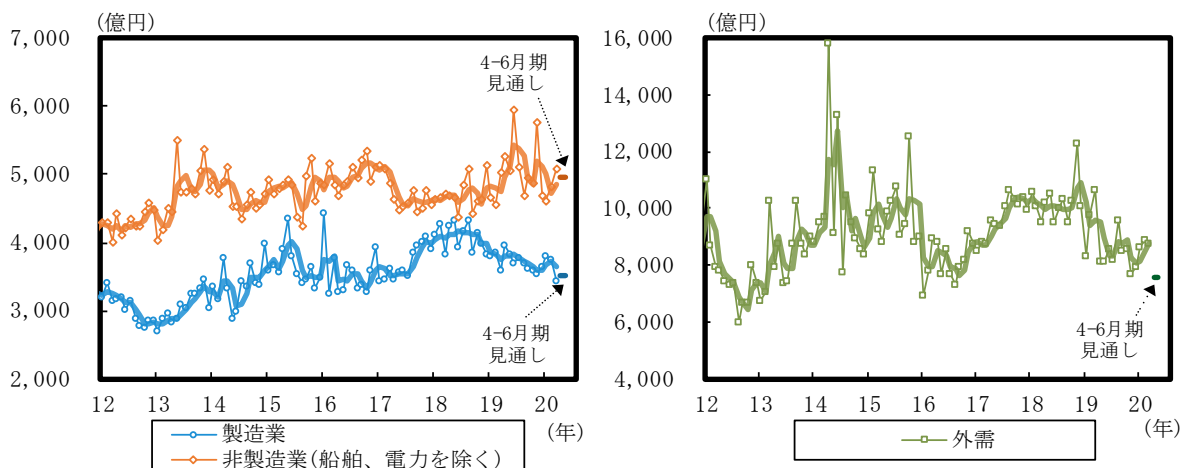 (億円)
7,000
6,000
5,000
4,000
3,000
2,000
4-6月期
見通し
4-6月期
見通し
12 13 14 15 16 17 18 19 20
(年)
製造業
非製造業(船舶、電力を除く)
(億円)
16,000
14,000
12,000
10,000
8,000
6,000
4,000
4-6月期
見通し
12 13 14 15 16 17 18 19 20
(年)
外需